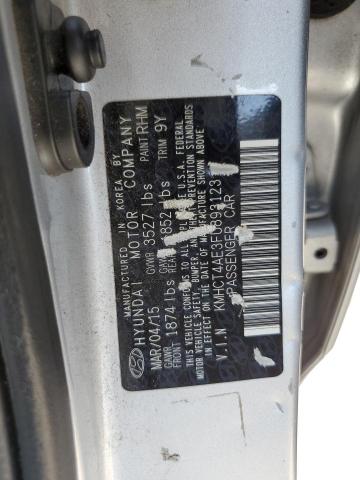 MANUFACTURED IN KOREA BY
HYUNDAI MOTOR COMPANY
MAR/04/15 GVWR 3527 lbs PAINT RHM
GAWR FRONT 1874 lbs GAWR REAR 1852 lbs TRIM 9Y
THIS VEHICLE CONFORMS TO ALL APPLICABLE U.S.A. FEDERAL MOTOR VEHICLE SAFETY, BUMPER, AND THEFT PREVENTION STANDARDS IN EFFECT ON THE DATE OF MANUFACTURE SHOWN ABOVE.
V.I.N PASSENGER CAR